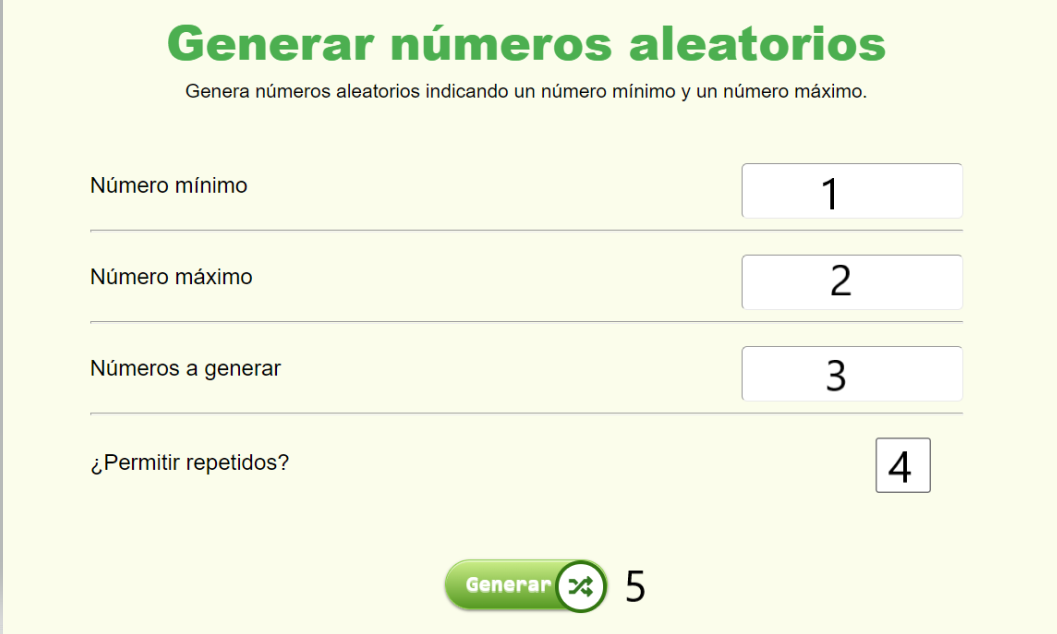 Generar números aleatorios
Genera números aleatorios indicando un número mínimo y un número máximo.
Número mínimo 1
Número máximo 2
Números a generar 3
¿Permitir repetidos? 4
Generar 5